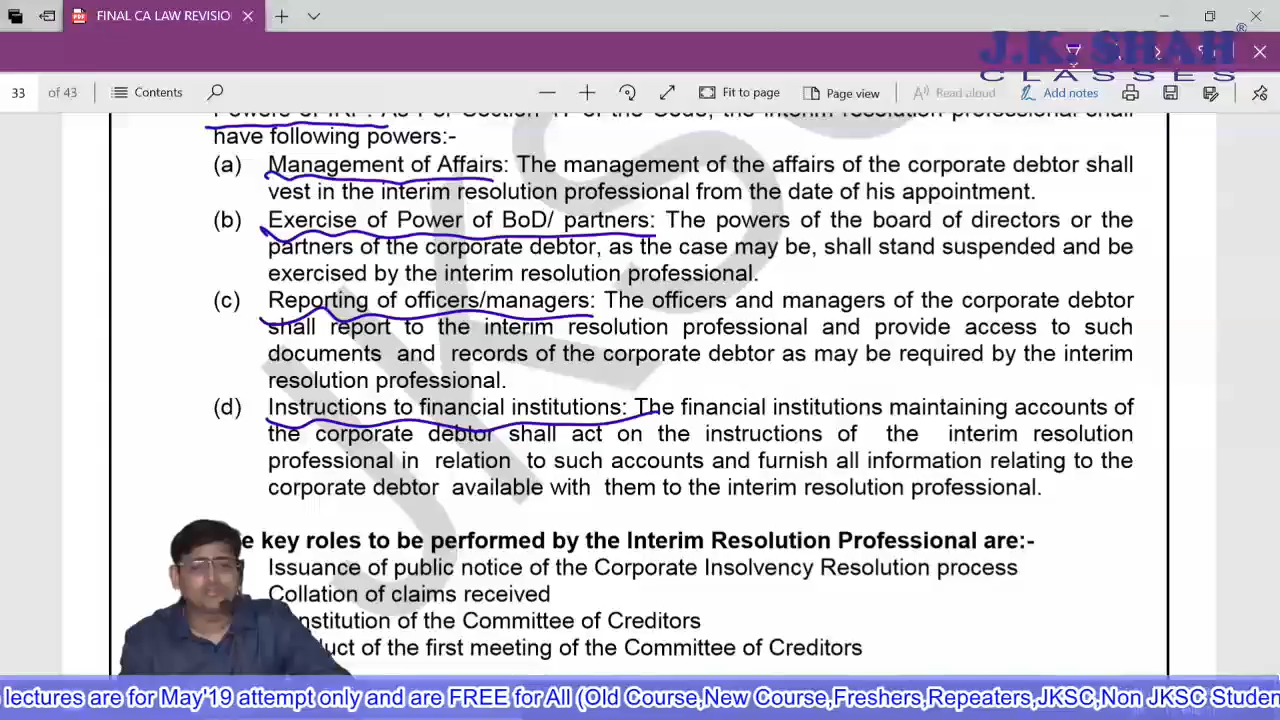 FINAL CA LAW REVISIO
J.K. SHAH
®
CLASSES
33 of 43 Contents Fit to page Page view Read aloud Add notes
have following powers:-
(a) Management of Affairs: The management of the affairs of the corporate debtor shall
vest in the interim resolution professional from the date of his appointment.
(b) Exercise of Power of BoD/ partners: The powers of the board of directors or the
partners of the corporate debtor, as the case may be, shall stand suspended and be
exercised by the interim resolution professional.
(c) Reporting of officers/managers: The officers and managers of the corporate debtor
shall report to the interim resolution professional and provide access to such
documents and records of the corporate debtor as may be required by the interim
resolution professional.
(d) Instructions to financial institutions: The financial institutions maintaining accounts of
the corporate debtor shall act on the instructions of the interim resolution
professional in relation to such accounts and furnish all information relating to the
corporate debtor available with them to the interim resolution professional.
key roles to be performed by the Interim Resolution Professional are:-
Issuance of public notice of the Corporate Insolvency Resolution process
Collation of claims received
of the Committee of Creditors
of the first meeting of the Committee of Creditors
lectures are for May'19 attempt only and are FREE for All (Old Course,New Course,Freshers,Repeaters,JKSC,Non JKSC Studen